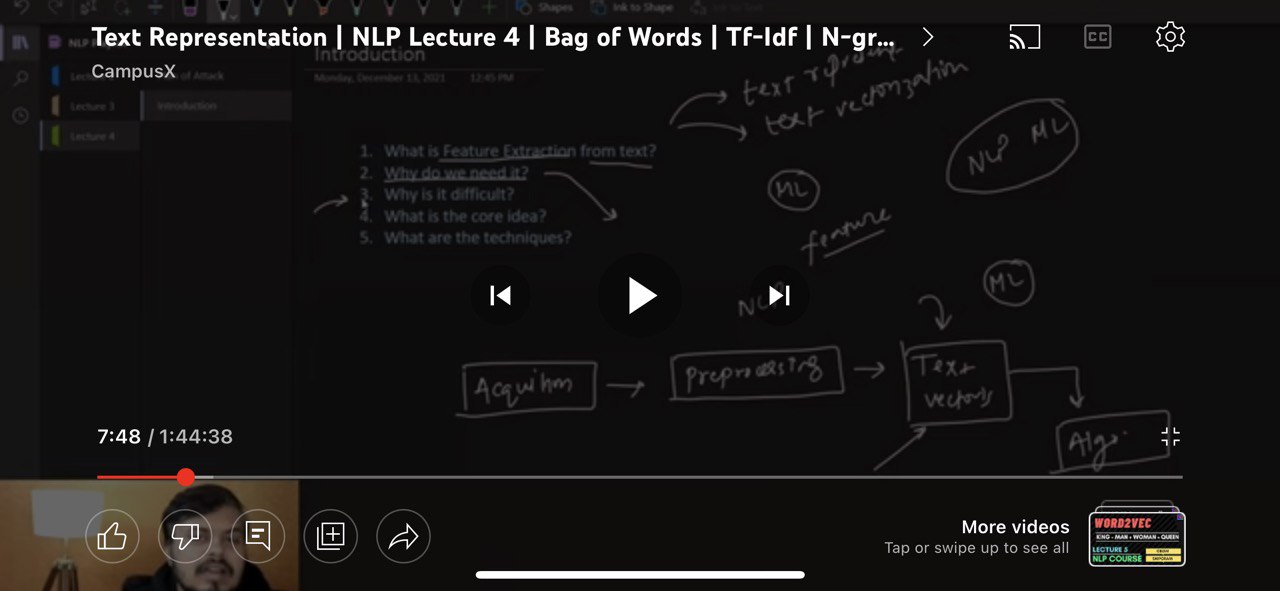 Shapes
Ink to Shape
Text Representation | NLP Lecture 4 | Bag of Words | Tf-Idf | N-gr...
CampusX
NLP
of Attack
Lecture 3
Lecture 4
Introduction
Introduction
Monday, December 13, 2021 12:45 PM
text
text vectorization
NLP ML
1. What is Feature Extraction from text?
2. Why do we need it?
3. Why is it difficult?
4. What is the core idea?
5. What are the techniques?
ML
feature
ML
NLP
Preprocessing
Text
Algo
7:48 / 1:44:38
More videos
Tap or swipe up to see all
WORD2VEC
KING - MAN + WOMAN = QUEEN
LECTURE 5
NLP COURSE